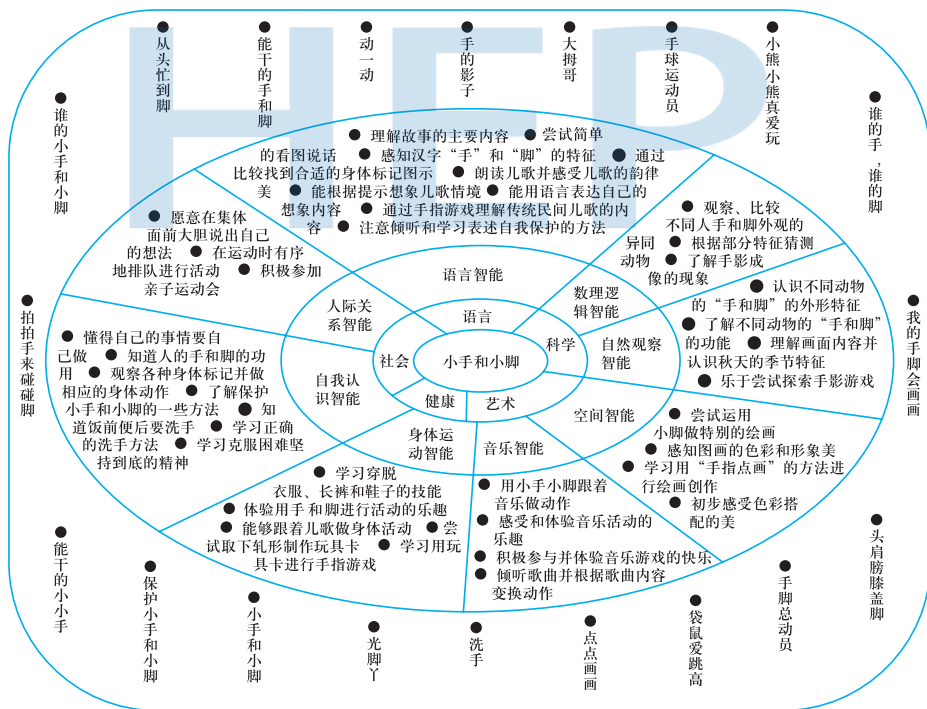 HEP
● 从头忙到脚
● 能干的手和脚
● 动一动
● 手的影子
● 大拇哥
● 手球运动员
● 小熊小熊真爱玩
● 谁的小手和小脚
● 谁的手，谁的脚
● 理解故事的主要内容 ● 尝试简单
的看图说话 ● 感知汉字“手”和“脚”的特征 ● 通过
比较找到合适的身体标记图示 ● 朗读儿歌并感受儿歌的韵律
美 ● 能根据提示想象儿歌情境 ● 能用语言表达自己的
想象内容 ● 通过手指游戏理解传统民间儿歌的内
容 ● 注意倾听和学习表述自我保护的方法
● 愿意在集体
面前大胆说出自己
的想法 ● 在运动时有序
地排队进行活动 ● 积极参加
亲子运动会
● 观察、比较
不同人手和脚外观的
异同 ● 根据部分特征猜测
动物 ● 了解手影成
像的现象
语言智能
人际关
系智能
数理逻
辑智能
语言
社会
小手和小脚
科学
自然观察
智能
自我认
识智能
健康
艺术
空间智能
身体运
动智能
音乐智能
● 拍拍手来碰碰脚
● 懂得自己的事情要自
己做 ● 知道人的手和脚的功
用 ● 观察各种身体标记并做
相应的身体动作 ● 了解保护
小手和小脚的一些方法 ● 知
道饭前便后要洗手 ● 学习正确
的洗手方法 ● 学习克服困难坚
持到底的精神
● 认识不同动物
的“手和脚”的外形特征
● 了解不同动物的“手和脚”
的功能 ● 理解画面内容并
认识秋天的季节特征
● 乐于尝试探索手影游戏
● 我的手脚会画画
● 尝试运用
小脚做特别的绘画
● 感知图画的色彩和形象美
● 学习用“手指点画”的方法进
行绘画创作
● 初步感受色彩搭
配的美
● 学习穿脱
衣服、长裤和鞋子的技能
● 体验用手和脚进行活动的乐趣
● 能够跟着儿歌做身体活动 ● 尝
试取下轧形制作玩具卡 ● 学习用玩
具卡进行手指游戏
● 用小手小脚跟着
音乐做动作
● 感受和体验音乐活动的
乐趣
● 积极参与并体验音乐游戏的快乐
● 倾听歌曲并根据歌曲内容
变换动作
● 能干的小小手
● 保护小手和小脚
● 小手和小脚
● 光脚丫
● 洗手
● 点点画画
● 袋鼠爱跳高
● 手脚总动员
● 头肩膀膝盖脚